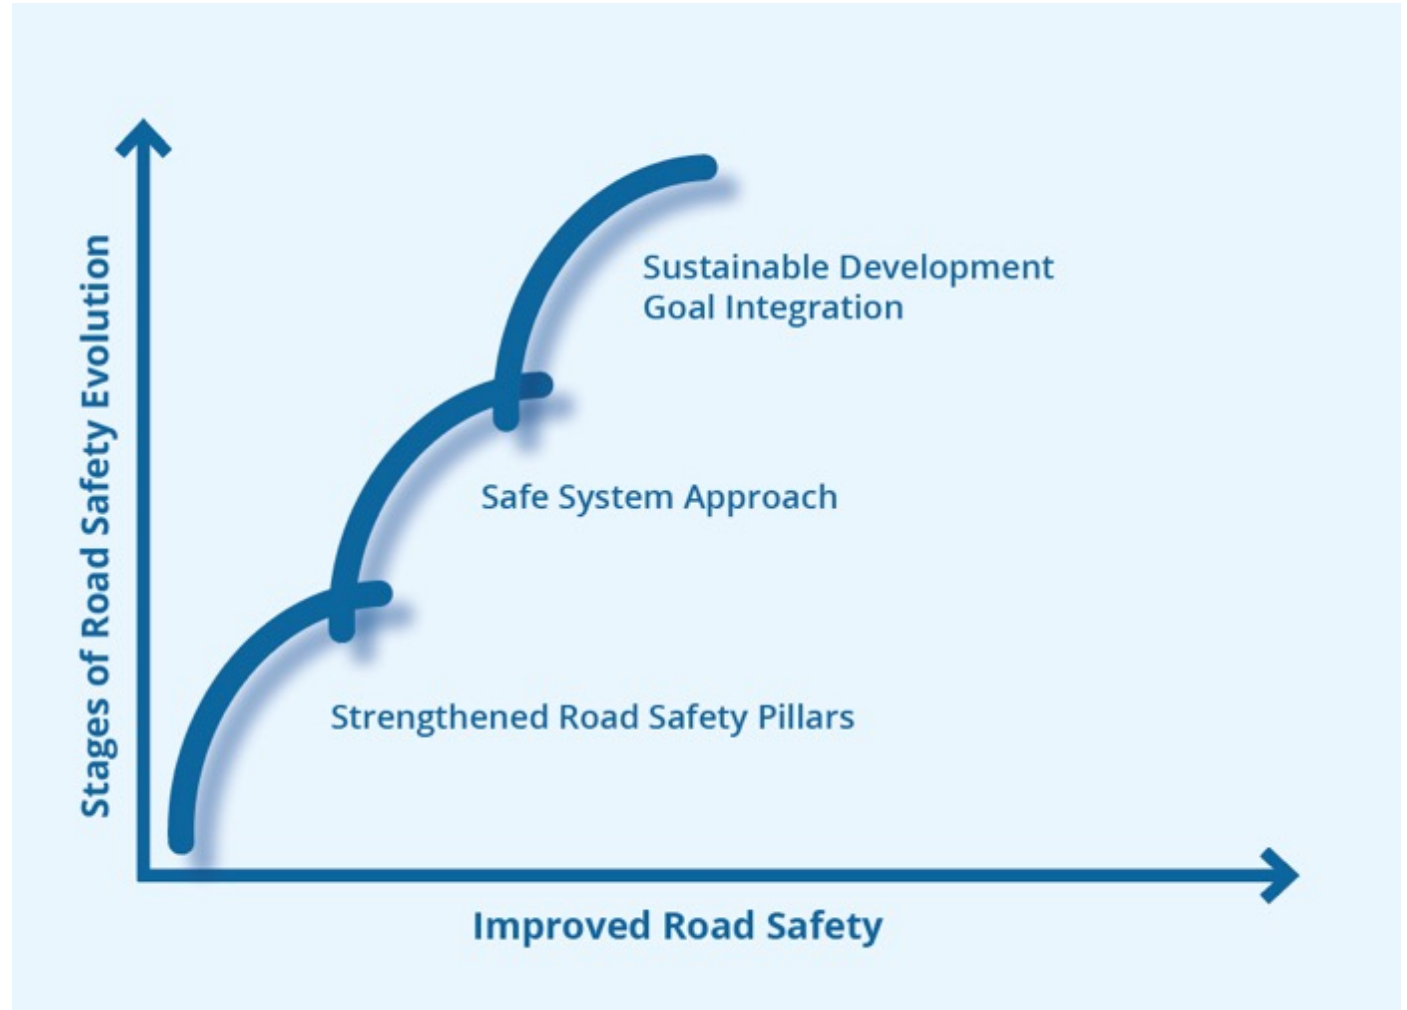 Stages of Road Safety Evolution
Sustainable Development
Goal Integration
Safe System Approach
Strengthened Road Safety Pillars
Improved Road Safety